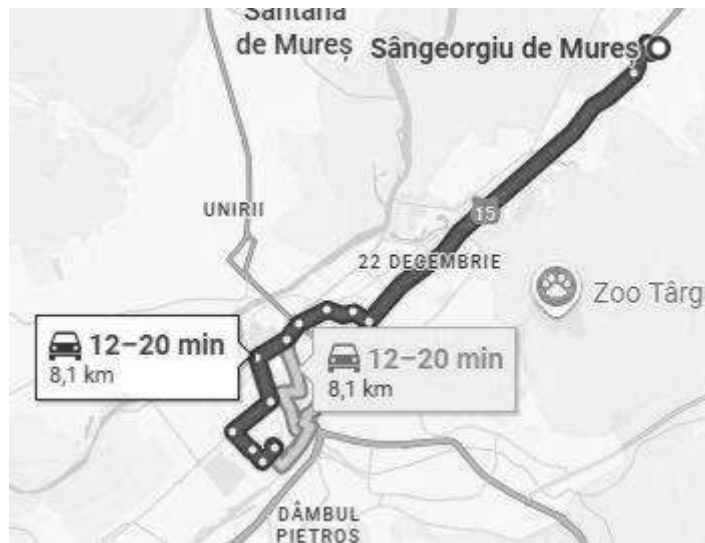 Sântana
de Mureș
Sângeorgiu de Mureș
UNIRII
15
22 DECEMBRIE
Zoo Târg
12–20 min
8,1 km
12–20 min
8,1 km
DÂMBUL
PIETROS